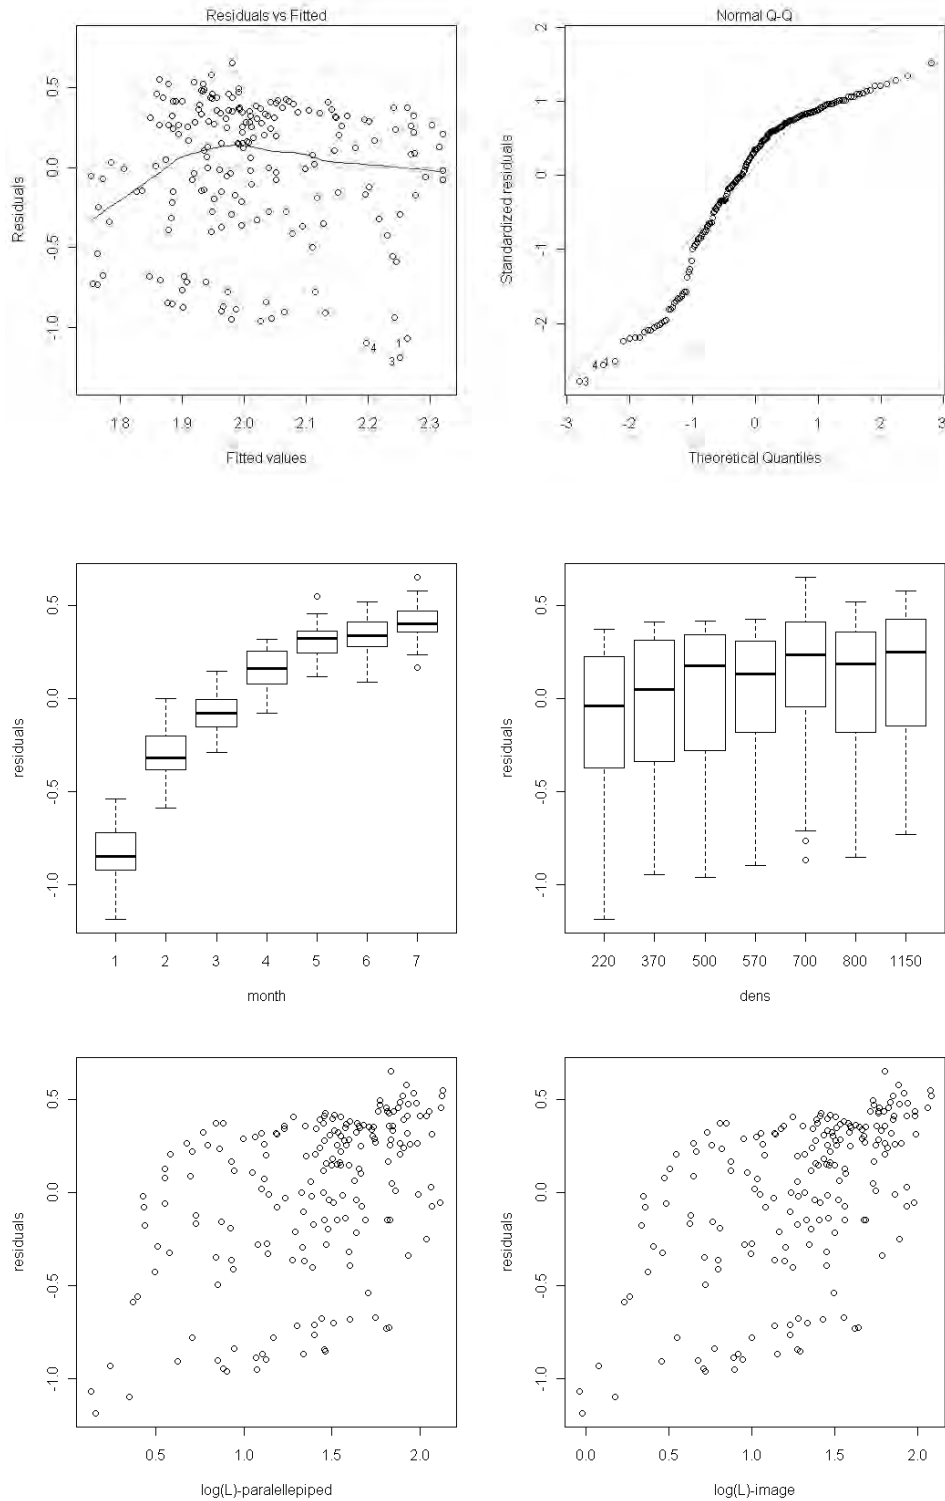 Residuals vs Fitted
Residuals
0.5
0.0
-0.5
-1.0
4
1
3
1.8 1.9 2.0 2.1 2.2 2.3
Fitted values
Normal Q-Q
Standardized residuals
2
1
0
-1
-2
4
3
-3 -2 -1 0 1 2 3
Theoretical Quantiles
residuals
0.5
0.0
-0.5
-1.0
1 2 3 4 5 6 7
month
residuals
0.5
0.0
-0.5
-1.0
220 370 500 570 700 800 1150
dens
residuals
0.5
0.0
-0.5
-1.0
0.5 1.0 1.5 2.0
log(L)-paralellepiped
residuals
0.5
0.0
-0.5
-1.0
0.0 0.5 1.0 1.5 2.0
log(L)-image